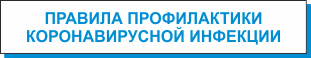 ПРАВИЛА ПРОФИЛАКТИКИ
КОРОНАВИРУСНОЙ ИНФЕКЦИИ